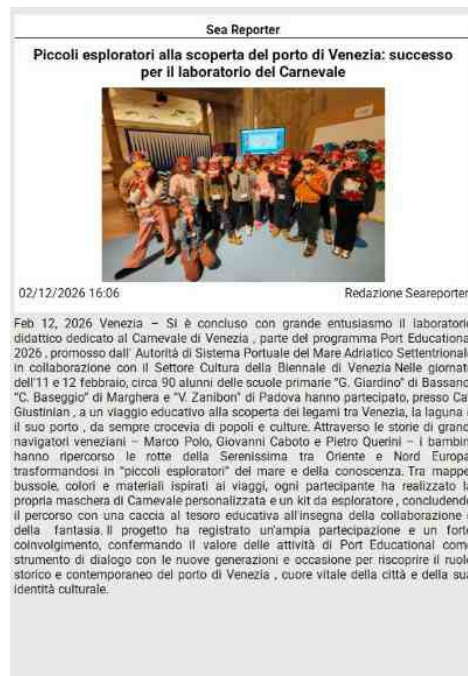 Sea Reporter
Piccoli esploratori alla scoperta del porto di Venezia: successo
per il laboratorio del Carnevale
02/12/2026 16:06
Redazione Seareporter
Feb 12, 2026 Venezia – Si è concluso con grande entusiasmo il laboratorio
didattico dedicato al Carnevale di Venezia , parte del programma Port Educational
2026 , promosso dall' Autorità di Sistema Portuale del Mare Adriatico Settentrionale
in collaborazione con il Settore Cultura della Biennale di Venezia Nelle giornate
dell'11 e 12 febbraio, circa 90 alunni delle scuole primarie "G. Giardino" di Bassano,
"C. Baseggio" di Marghera e "V. Zanibon" di Padova hanno partecipato, presso Ca'
Giustinian , a un viaggio educativo alla scoperta dei legami tra Venezia, la laguna e
il suo porto , da sempre crocevia di popoli e culture. Attraverso le storie di grandi
navigatori veneziani – Marco Polo, Giovanni Caboto e Pietro Querini – i bambini
hanno ripercorso le rotte della Serenissima tra Oriente e Nord Europa,
trasformandosi in "piccoli esploratori" del mare e della conoscenza. Tra mappe,
bussole, colori e materiali ispirati ai viaggi, ogni partecipante ha realizzato la
propria maschera di Carnevale personalizzata e un kit da esploratore , concludendo
il percorso con una caccia al tesoro educativa all'insegna della collaborazione e
della fantasia. Il progetto ha registrato un'ampia partecipazione e un forte
coinvolgimento, confermando il valore delle attività di Port Educational come
strumento di dialogo con le nuove generazioni e occasione per riscoprire il ruolo
storico e contemporaneo del porto di Venezia , cuore vitale della città e della sua
identità culturale.